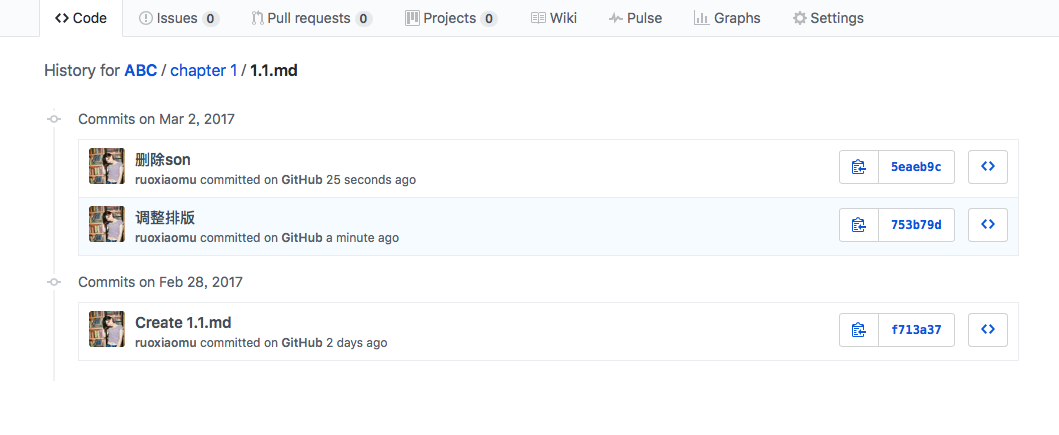 Code Issues 0 Pull requests 0 Projects 0 Wiki Pulse Graphs Settings
History for ABC / chapter 1 / 1.1.md
Commits on Mar 2, 2017
删除son
5eaeb9c
ruoxiaomu committed on GitHub 25 seconds ago
调整排版
753b79d
ruoxiaomu committed on GitHub a minute ago
Commits on Feb 28, 2017
Create 1.1.md
f713a37
ruoxiaomu committed on GitHub 2 days ago